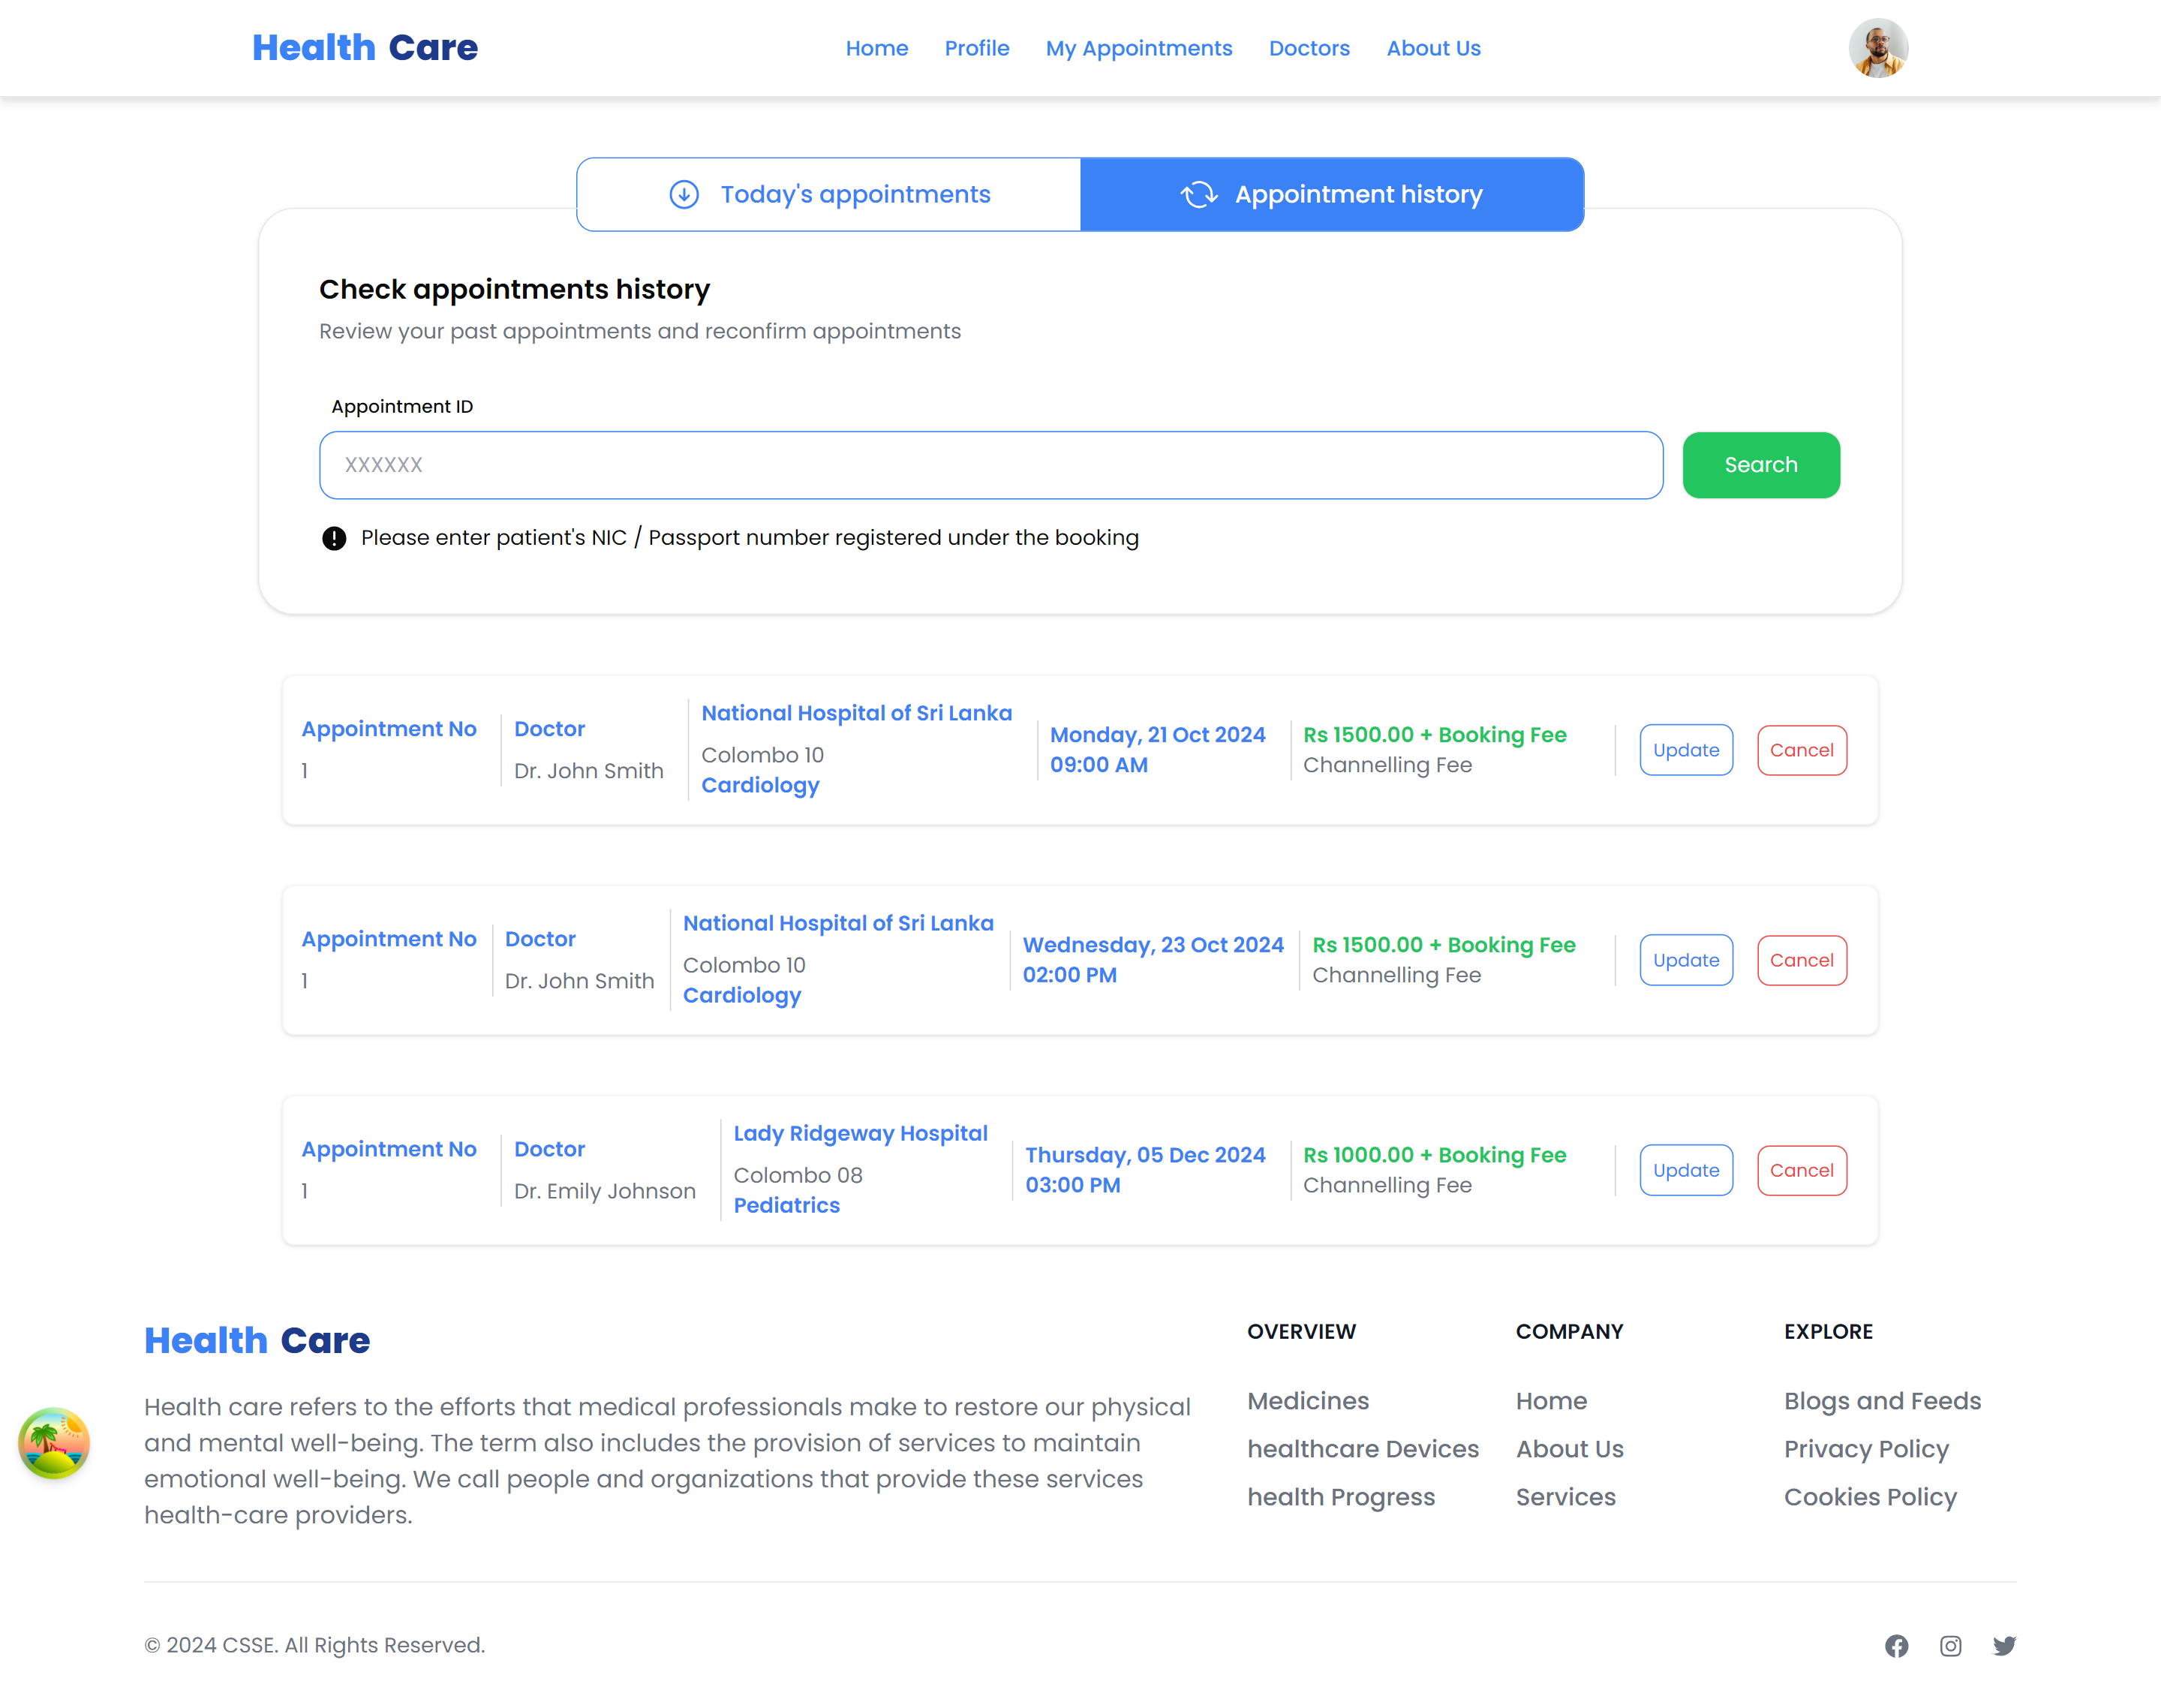 Health Care
Home Profile My Appointments Doctors About Us
Today's appointments Appointment history
Check appointments history
Review your past appointments and reconfirm appointments
Appointment ID
XXXXXX
Search
Please enter patient's NIC / Passport number registered under the booking
Appointment No
1
Doctor
Dr. John Smith
National Hospital of Sri Lanka
Colombo 10
Cardiology
Monday, 21 Oct 2024
09:00 AM
Rs 1500.00 + Booking Fee
Channelling Fee
Update
Cancel
Appointment No
1
Doctor
Dr. John Smith
National Hospital of Sri Lanka
Colombo 10
Cardiology
Wednesday, 23 Oct 2024
02:00 PM
Rs 1500.00 + Booking Fee
Channelling Fee
Update
Cancel
Appointment No
1
Doctor
Dr. Emily Johnson
Lady Ridgeway Hospital
Colombo 08
Pediatrics
Thursday, 05 Dec 2024
03:00 PM
Rs 1000.00 + Booking Fee
Channelling Fee
Update
Cancel
Health Care
Health care refers to the efforts that medical professionals make to restore our physical
and mental well-being. The term also includes the provision of services to maintain
emotional well-being. We call people and organizations that provide these services
health-care providers.
OVERVIEW
Medicines
healthcare Devices
health Progress
COMPANY
Home
About Us
Services
EXPLORE
Blogs and Feeds
Privacy Policy
Cookies Policy
© 2024 CSSE. All Rights Reserved.